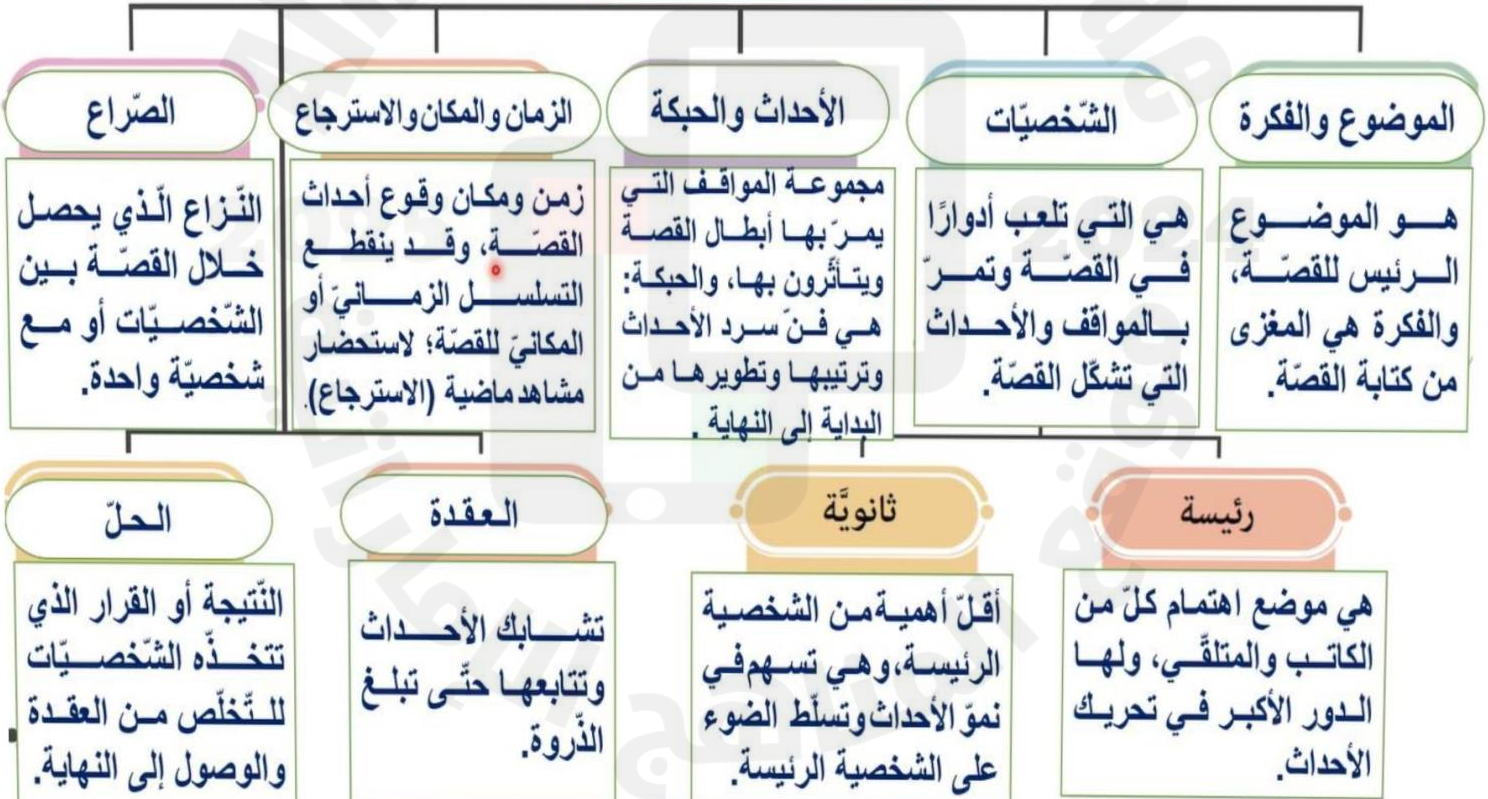 الموضوع والفكرة
هو الموضوع
الرئيس للقصّة،
والفكرة هي المغزى
من كتابة القصّة.
الشّخصيّات
هي التي تلعب أدوارًا
في القصّة وتمرّ
بالمواقف والأحداث
التي تشكّل القصّة.
الأحداث والحبكة
مجموعة المواقف التي
يمرّ بها أبطال القصة
ويتأثّرون بها، والحبكة:
هي فنّ سرد الأحداث
وترتيبها وتطويرها من
البداية إلى النهاية .
الزمان والمكان والاسترجاع
زمن ومكان وقوع أحداث
القصّة، وقد ينقطع
التسلسل الزمانيّ أو
المكانيّ للقصّة؛ لاستحضار
مشاهد ماضية (الاسترجاع).
الصّراع
النّزاع الّذي يحصل
خلال القصّة بين
الشّخصيّات أو مع
شخصيّة واحدة.
رئيسة
هي موضع اهتمام كلّ من
الكاتب والمتلقّي، ولها
الدور الأكبر في تحريك
الأحداث.
ثانويَّة
أقلّ أهمية من الشخصية
الرئيسة، وهي تسهم في
نموّ الأحداث وتسلّط الضوء
على الشخصية الرئيسة.
العقدة
تشابك الأحداث
وتتابعها حتّى تبلغ
الذّروة.
الحلّ
النّتيجة أو القرار الذي
تتخذّه الشّخصيّات
للتّخلّص من العقدة
والوصول إلى النهاية.
2024